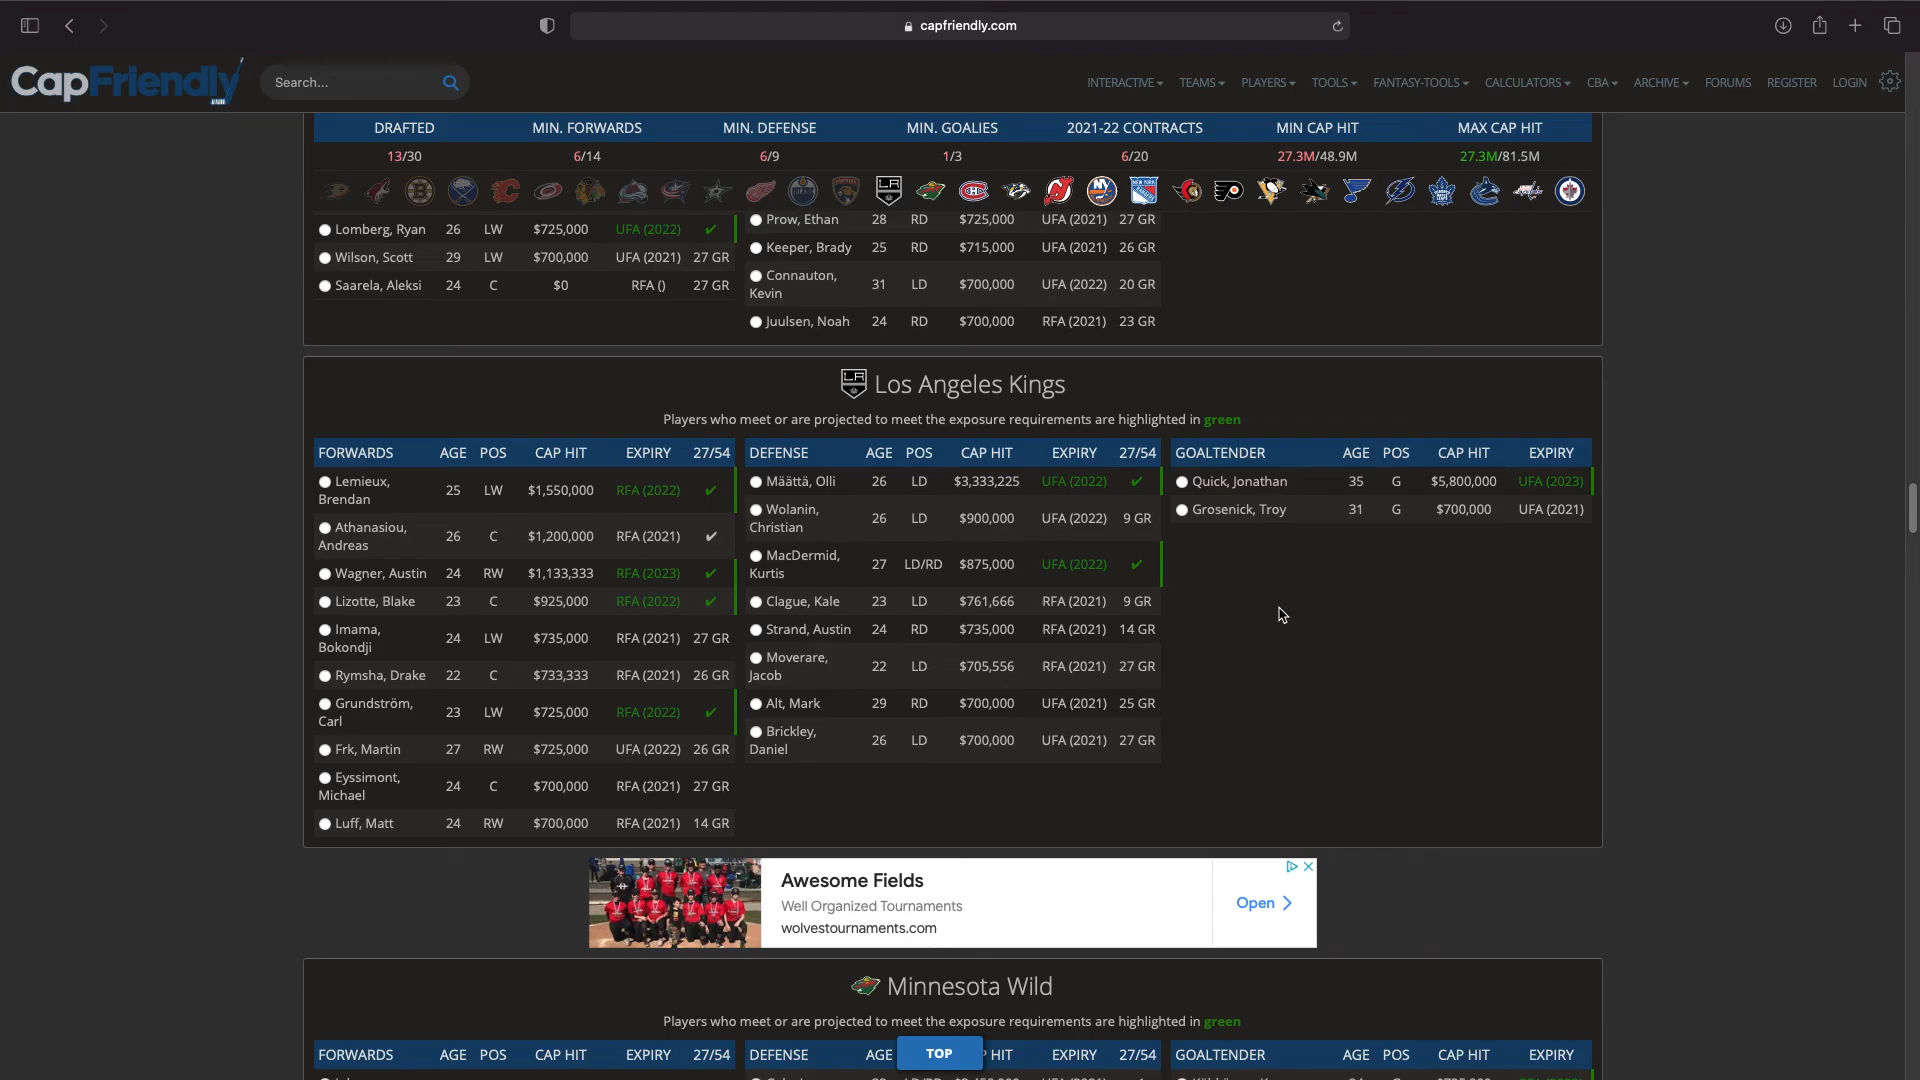 capfriendly.com
CapFriendly
Search...
INTERACTIVE TEAMS PLAYERS TOOLS FANTASY-TOOLS CALCULATORS CBA ARCHIVE FORUMS REGISTER LOGIN
DRAFTED MIN. FORWARDS MIN. DEFENSE MIN. GOALIES 2021-22 CONTRACTS MIN CAP HIT MAX CAP HIT
13/30 6/14 6/9 1/3 6/20 27.3M/48.9M 27.3M/81.5M
Lomberg, Ryan 26 LW $725,000 UFA (2022) ✔
Wilson, Scott 29 LW $700,000 UFA (2021) 27 GR
Saarela, Aleksi 24 C $0 RFA () 27 GR
Prow, Ethan 28 RD $725,000 UFA (2021) 27 GR
Keeper, Brady 25 RD $715,000 UFA (2021) 26 GR
Connauton,
Kevin 31 LD $700,000 UFA (2022) 20 GR
Juulsen, Noah 24 RD $700,000 RFA (2021) 23 GR
Los Angeles Kings
Players who meet or are projected to meet the exposure requirements are highlighted in green
FORWARDS AGE POS CAP HIT EXPIRY 27/54
Lemieux,
Brendan 25 LW $1,550,000 RFA (2022) ✔
Athanasiou,
Andreas 26 C $1,200,000 RFA (2021) ✔
Wagner, Austin 24 RW $1,133,333 RFA (2023) ✔
Lizotte, Blake 23 C $925,000 RFA (2022) ✔
Imama,
Bokondji 24 LW $735,000 RFA (2021) 27 GR
Rymsha, Drake 22 C $733,333 RFA (2021) 26 GR
Grundström,
Carl 23 LW $725,000 RFA (2022) ✔
Frk, Martin 27 RW $725,000 UFA (2022) 26 GR
Eyssimont,
Michael 24 C $700,000 RFA (2021) 27 GR
Luff, Matt 24 RW $700,000 RFA (2021) 14 GR
DEFENSE AGE POS CAP HIT EXPIRY 27/54
Määttä, Olli 26 LD $3,333,225 UFA (2022) ✔
Wolanin,
Christian 26 LD $900,000 UFA (2022) 9 GR
MacDermid,
Kurtis 27 LD/RD $875,000 UFA (2022) ✔
Clague, Kale 23 LD $761,666 RFA (2021) 9 GR
Strand, Austin 24 RD $735,000 RFA (2021) 14 GR
Moverare,
Jacob 22 LD $705,556 RFA (2021) 27 GR
Alt, Mark 29 RD $700,000 UFA (2021) 25 GR
Brickley,
Daniel 26 LD $700,000 UFA (2021) 27 GR
GOALTENDER AGE POS CAP HIT EXPIRY
Quick, Jonathan 35 G $5,800,000 UFA (2023)
Grosenick, Troy 31 G $700,000 UFA (2021)
Awesome Fields
Well Organized Tournaments
wolvestournaments.com
Open
Minnesota Wild
Players who meet or are projected to meet the exposure requirements are highlighted in green
FORWARDS AGE POS CAP HIT EXPIRY 27/54 DEFENSE AGE HIT EXPIRY 27/54 GOALTENDER AGE POS CAP HIT EXPIRY
TOP